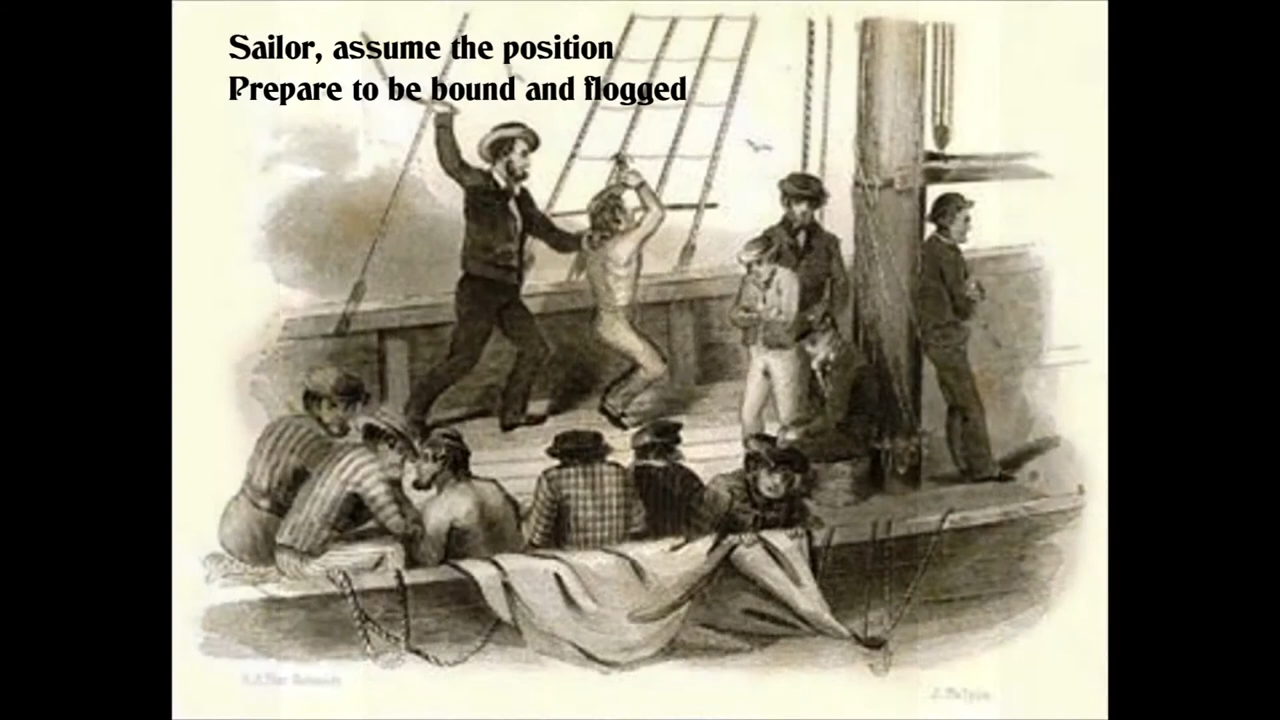 Sailor, assume the position
Prepare to be bound and flogged